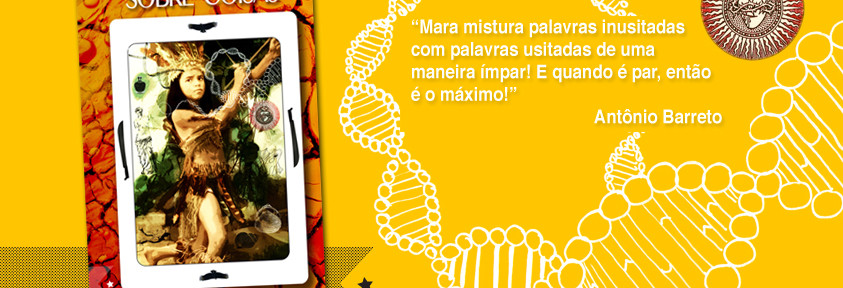 SOBRE COISAS
“Mara mistura palavras inusitadas
com palavras usitadas de uma
maneira ímpar! E quando é par, então
é o máximo!”
Antônio Barreto